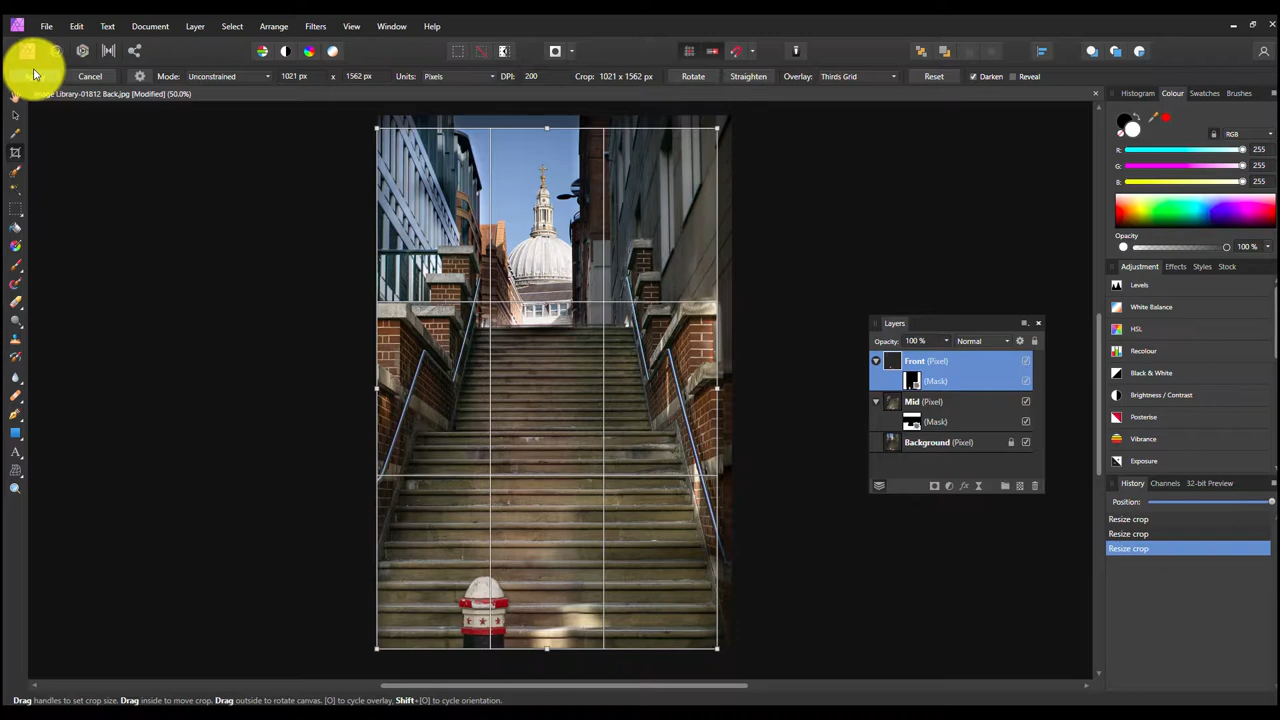 File Edit Text Document Layer Select Arrange Filters View Window Help
Cancel Mode: Unconstrained 1021 px x 1562 px Units: Pixels DPI: 200 Crop: 1021 x 1562 px Rotate Straighten Overlay: Thirds Grid Reset Darken Reveal
Image Library-01812 Back.jpg [Modified] (50.0%)
Histogram Colour Swatches Brushes
RGB
R: 255
G: 255
B: 255
Opacity
100 %
Adjustment Effects Styles Stock
Levels
White Balance
HSL
Recolour
Black & White
Brightness / Contrast
Posterise
Vibrance
Exposure
Layers
Opacity: 100 % Normal
Front (Pixel)
(Mask)
Mid (Pixel)
(Mask)
Background (Pixel)
History Channels 32-bit Preview
Position:
Resize crop
Resize crop
Resize crop
Drag handles to set crop size. Drag inside to move crop. Drag outside to rotate canvas. [O] to cycle overlay, Shift+[O] to cycle orientation.